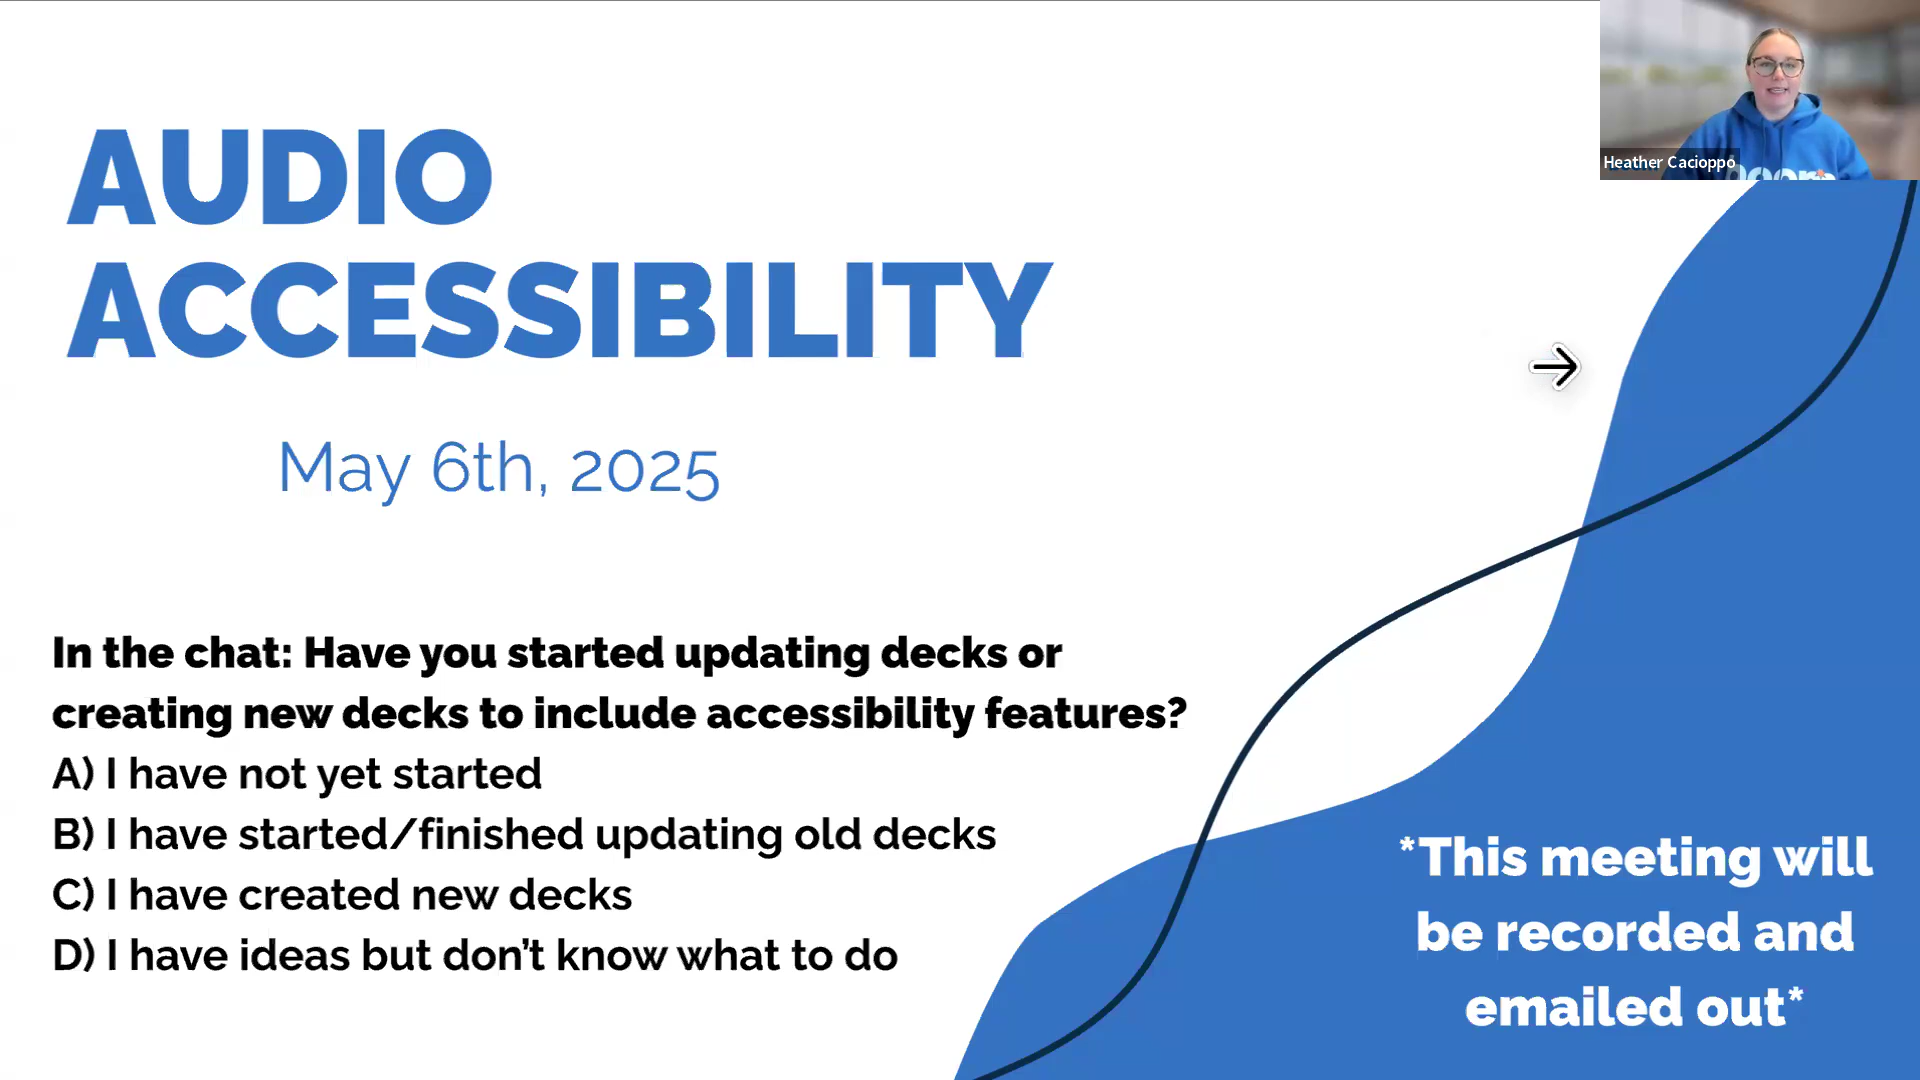 AUDIO
ACCESSIBILITY
May 6th, 2025
In the chat: Have you started updating decks or
creating new decks to include accessibility features?
A) I have not yet started
B) I have started/finished updating old decks
C) I have created new decks
D) I have ideas but don't know what to do
*This meeting will
be recorded and
emailed out*
Heather Cacioppo